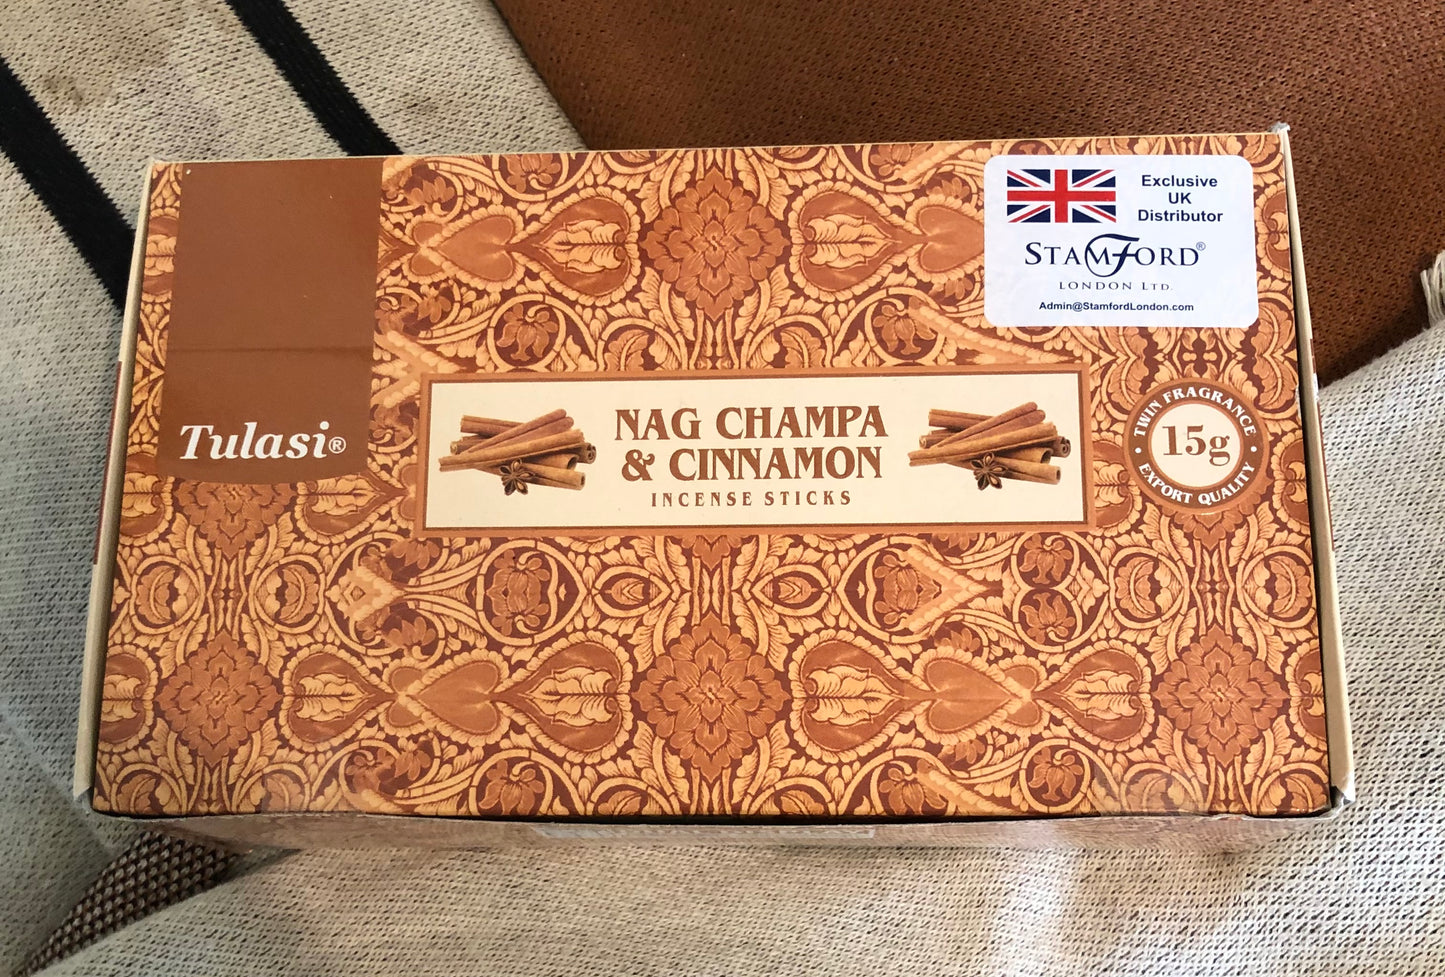 Exclusive
UK
Distributor
STAMFORD®
LONDON LTD.
Admin@StamfordLondon.com
Tulasi®
NAG CHAMPA
& CINNAMON
INCENSE STICKS
• TWIN FRAGRANCE •
15g
EXPORT QUALITY